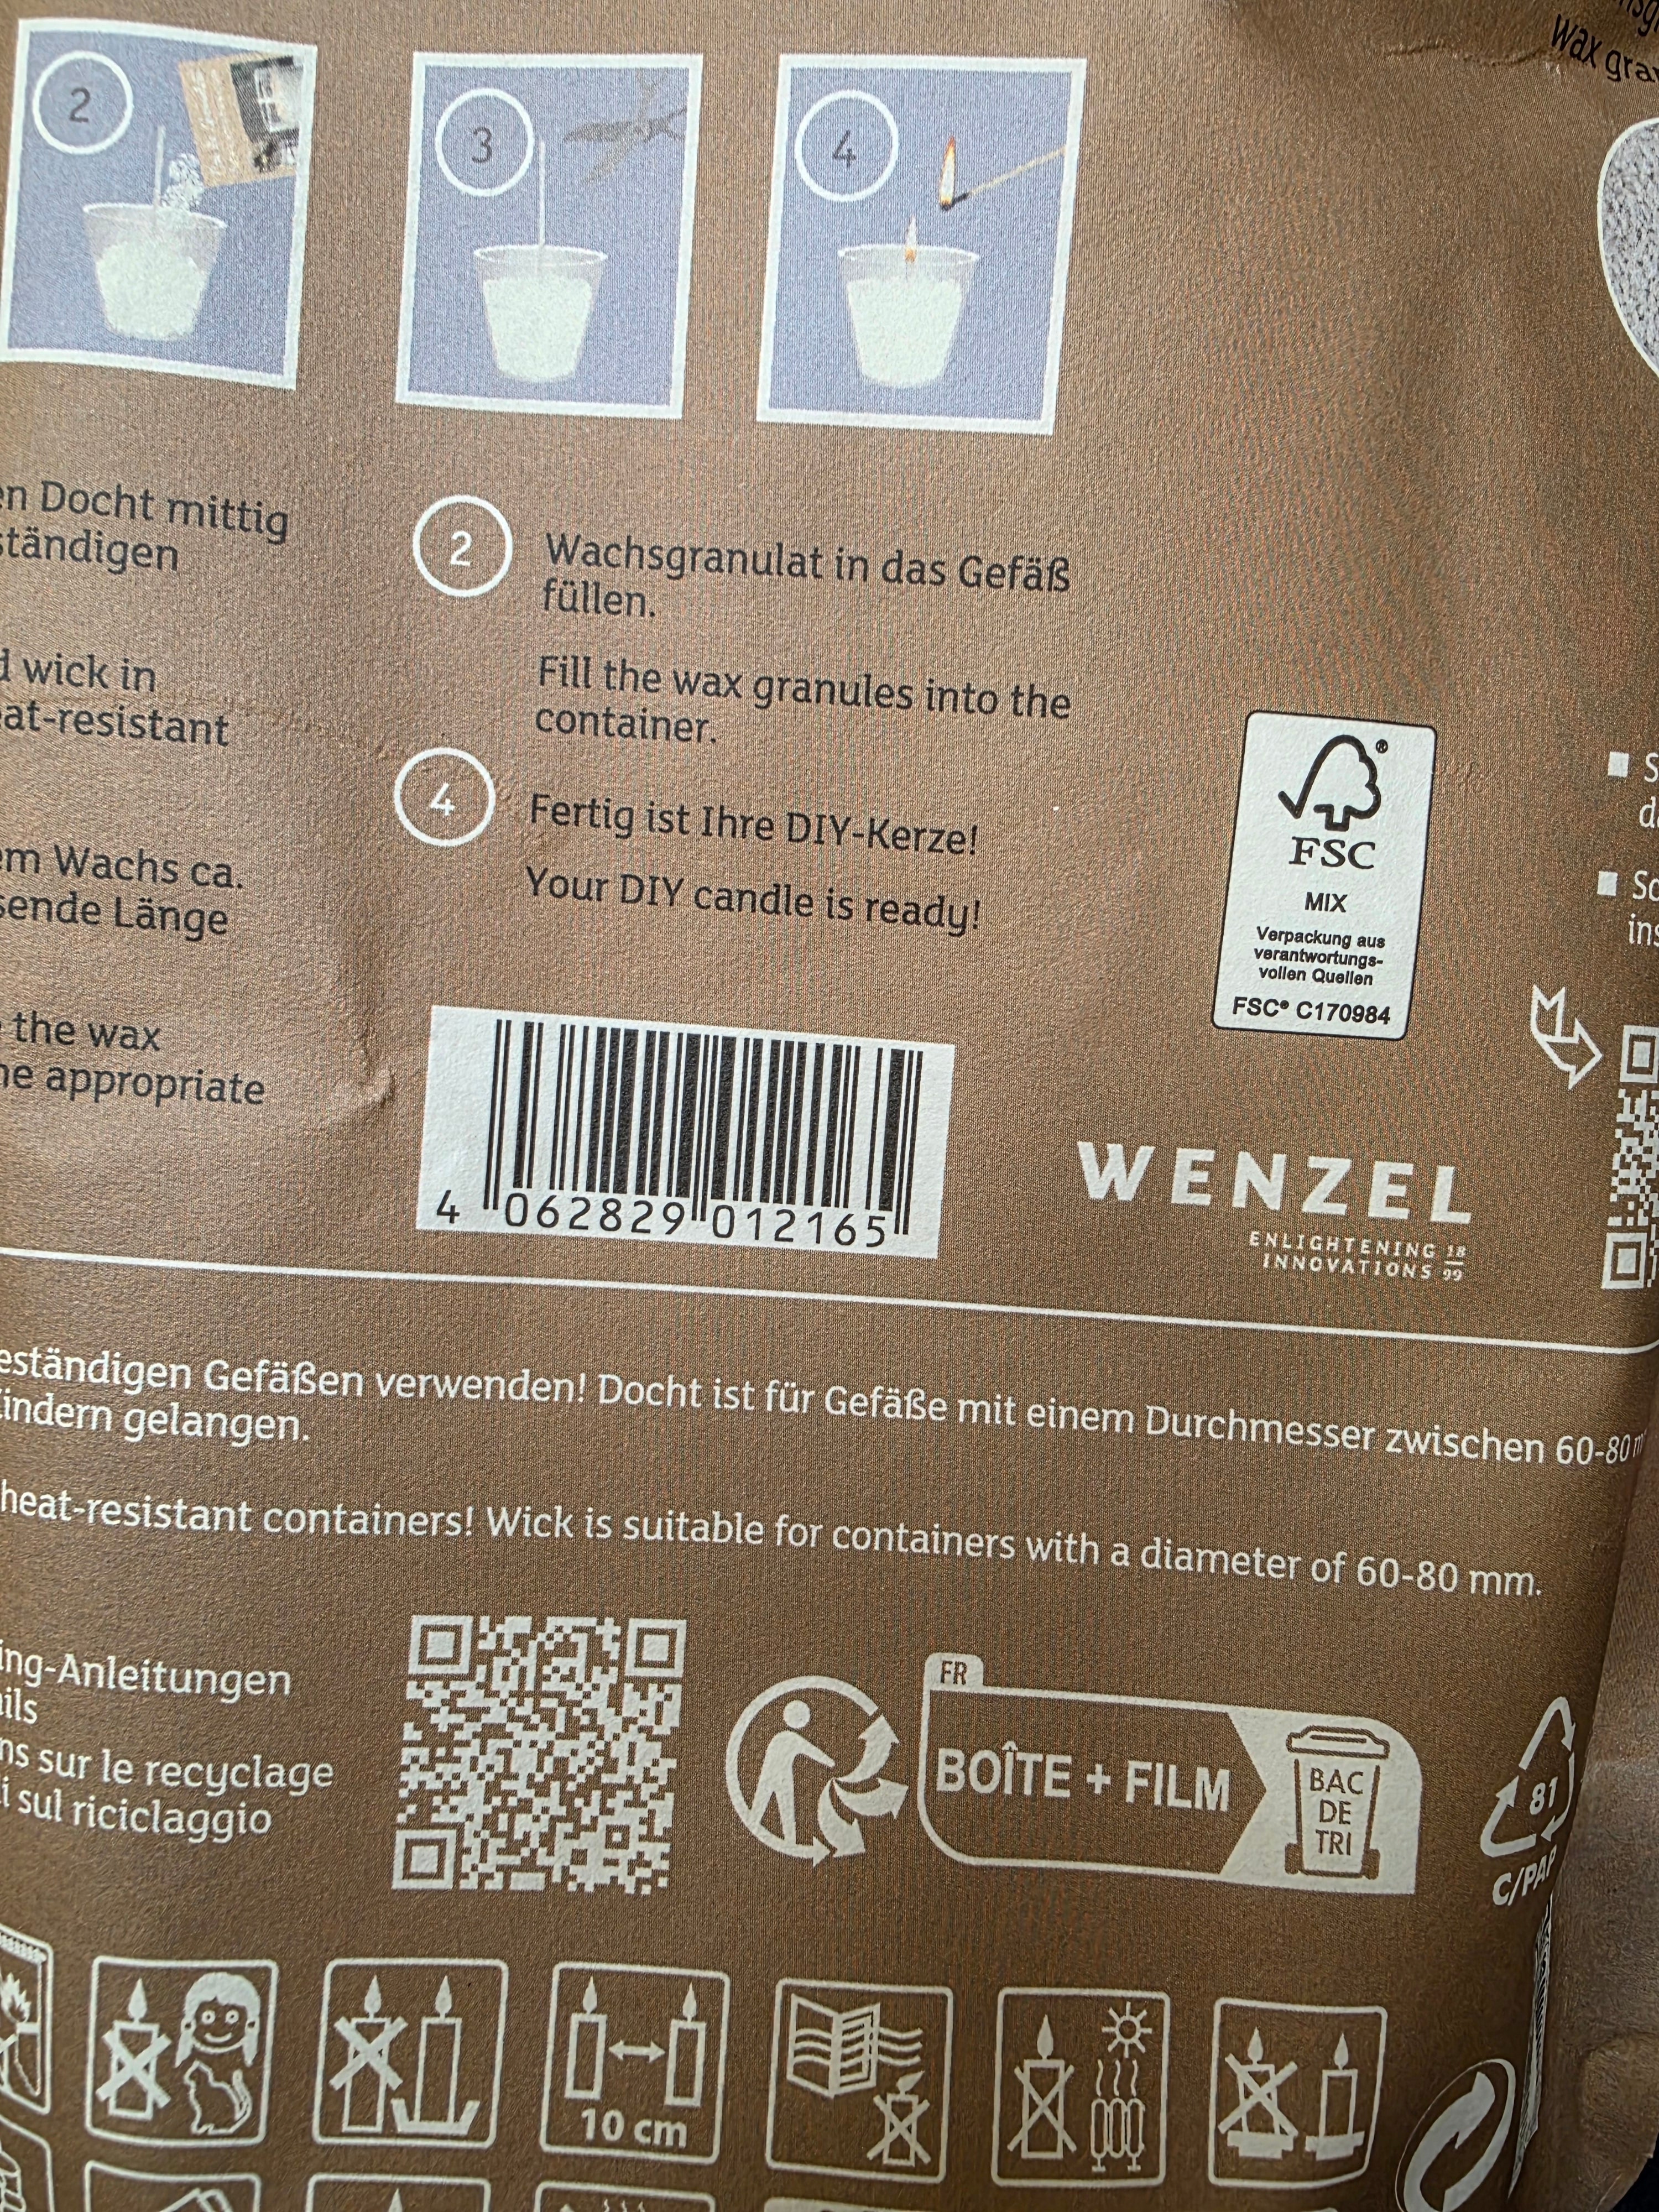 wax
2
3
4
en Docht mittig
ständigen
d wick in
eat-resistant
em Wachs ca.
sende Länge
the wax
he appropriate
2
Wachsgranulat in das Gefäß
füllen.
Fill the wax granules into the
container.
4
Fertig ist Ihre DIY-Kerze!
Your DIY candle is ready!
FSC®
MIX
Verpackung aus
verantwortungs-
vollen Quellen
FSC® C170984
4 062829 012165
WENZEL
ENLIGHTENING 18
INNOVATIONS 99
eständigen Gefäßen verwenden! Docht ist für Gefäße mit einem Durchmesser zwischen 60-80
Kindern gelangen.
heat-resistant containers! Wick is suitable for containers with a diameter of 60-80 mm.
ing-Anleitungen
ails
ns sur le recyclage
i sul riciclaggio
FR
BOÎTE + FILM
BAC
DE
TRI
81
C/PAP
10 cm